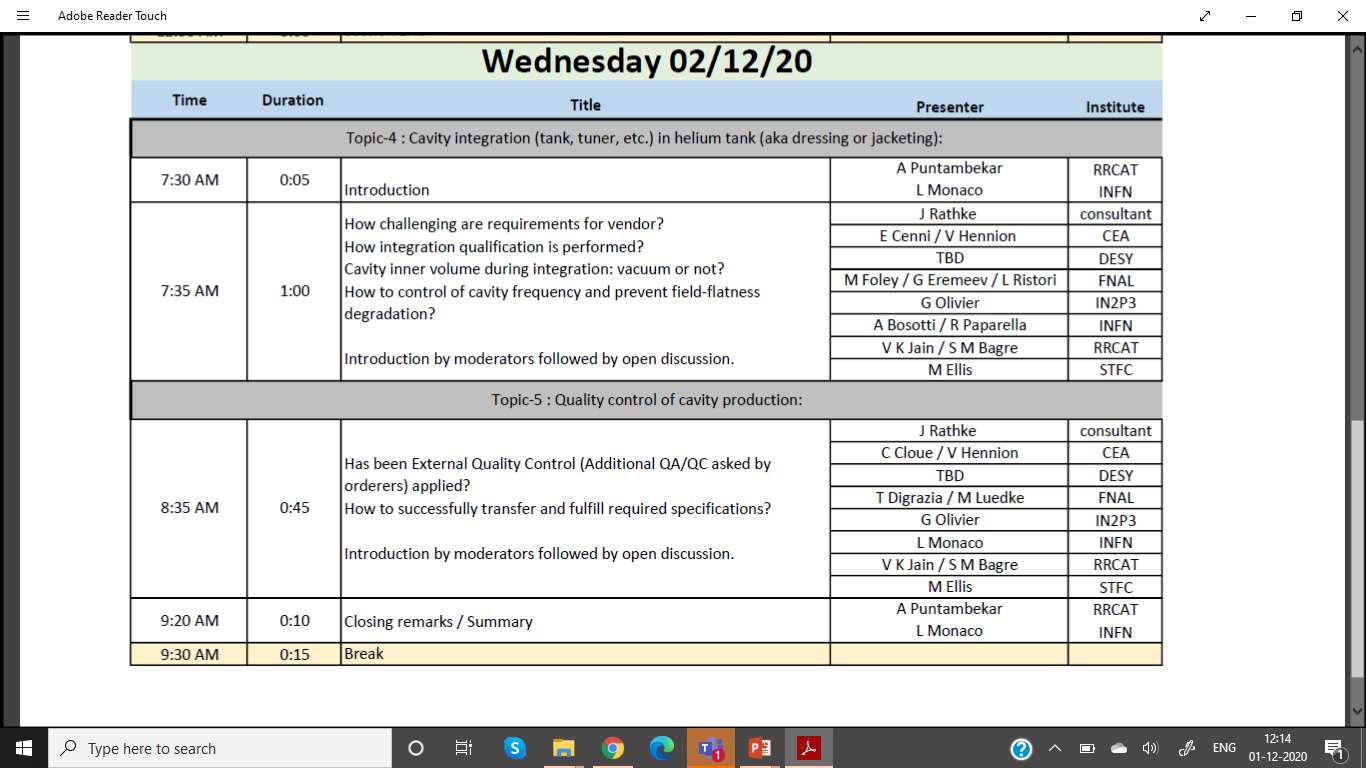 Adobe Reader Touch
Wednesday 02/12/20
Time Duration Title Presenter Institute
Topic-4 : Cavity integration (tank, tuner, etc.) in helium tank (aka dressing or jacketing):
7:30 AM 0:05 Introduction
A Puntambekar RRCAT
L Monaco INFN
7:35 AM 1:00
How challenging are requirements for vendor?
How integration qualification is performed?
Cavity inner volume during integration: vacuum or not?
How to control of cavity frequency and prevent field-flatness
degradation?
Introduction by moderators followed by open discussion.
J Rathke consultant
E Cenni / V Hennion CEA
TBD DESY
M Foley / G Eremeev / L Ristori FNAL
G Olivier IN2P3
A Bosotti / R Paparella INFN
V K Jain / S M Bagre RRCAT
M Ellis STFC
Topic-5 : Quality control of cavity production:
8:35 AM 0:45
Has been External Quality Control (Additional QA/QC asked by
orderers) applied?
How to successfully transfer and fulfill required specifications?
Introduction by moderators followed by open discussion.
J Rathke consultant
C Cloue / V Hennion CEA
TBD DESY
T Digrazia / M Luedke FNAL
G Olivier IN2P3
L Monaco INFN
V K Jain / S M Bagre RRCAT
M Ellis STFC
9:20 AM 0:10 Closing remarks / Summary
A Puntambekar RRCAT
L Monaco INFN
9:30 AM 0:15 Break
Type here to search
ENG
12:14
01-12-2020
1
1